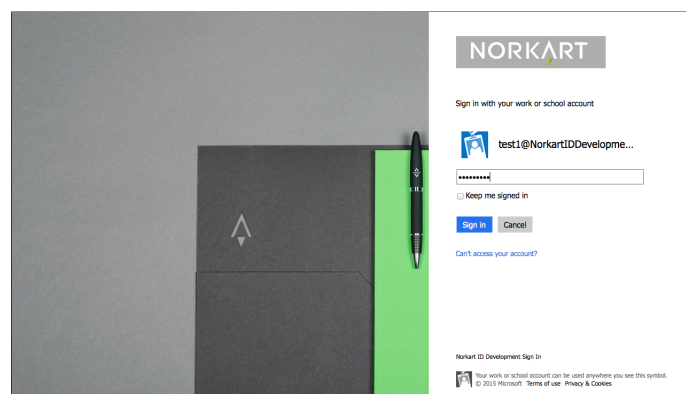 NORKART
Sign in with your work or school account
test1@NorkartIDDevelopme...
•••••••••
Keep me signed in
Sign in
Cancel
Can't access your account?
Norkart ID Development Sign In
Your work or school account can be used anywhere you see this symbol.
© 2015 Microsoft Terms of use Privacy & Cookies